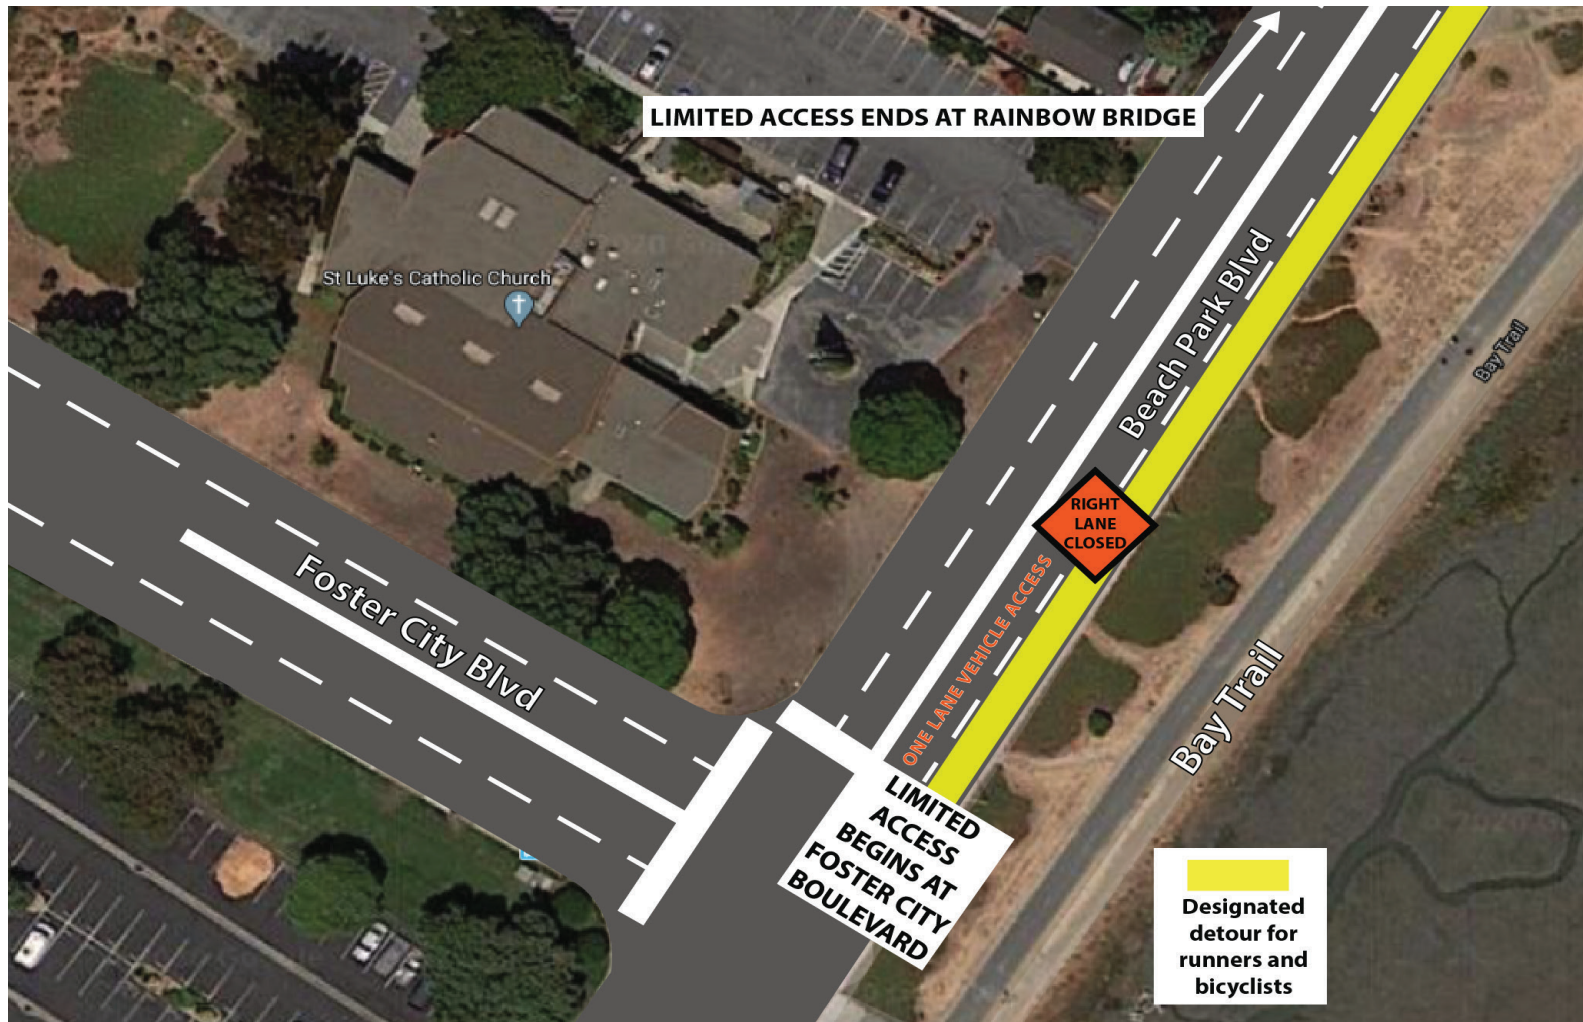 LIMITED ACCESS ENDS AT RAINBOW BRIDGE
St Luke's Catholic Church
Beach Park Blvd
Bay Trail
RIGHT
LANE
CLOSED
ONE LANE VEHICLE ACCESS
Foster City Blvd
Bay Trail
LIMITED
ACCESS
BEGINS AT
FOSTER CITY
BOULEVARD
Designated
detour for
runners and
bicyclists